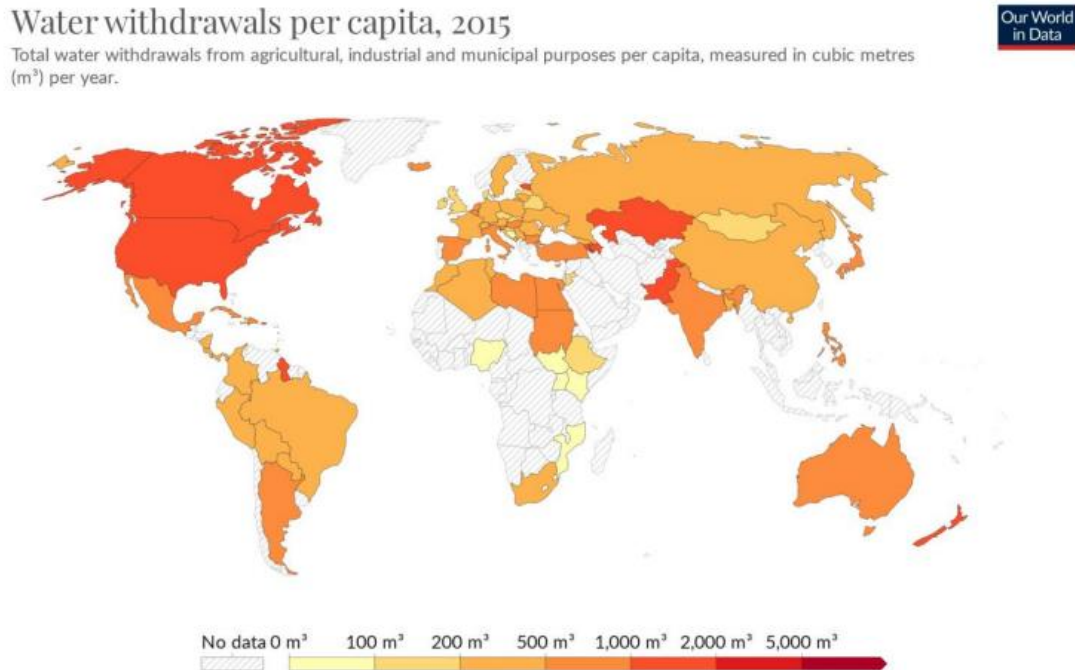 Water withdrawals per capita, 2015
Our World
in Data
Total water withdrawals from agricultural, industrial and municipal purposes per capita, measured in cubic metres
(m³) per year.
No data 0 m³ 100 m³ 200 m³ 500 m³ 1,000 m³ 2,000 m³ 5,000 m³